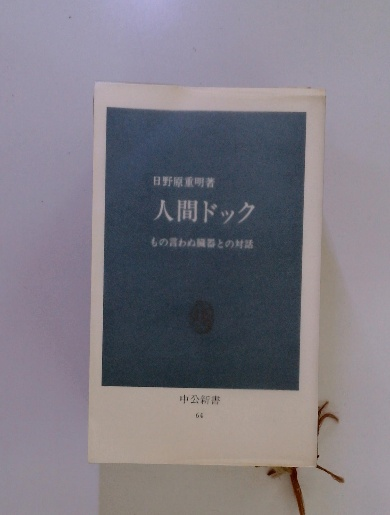 日野原重明著
人間ドック
もの言わぬ臓器との対話
中公新書
64